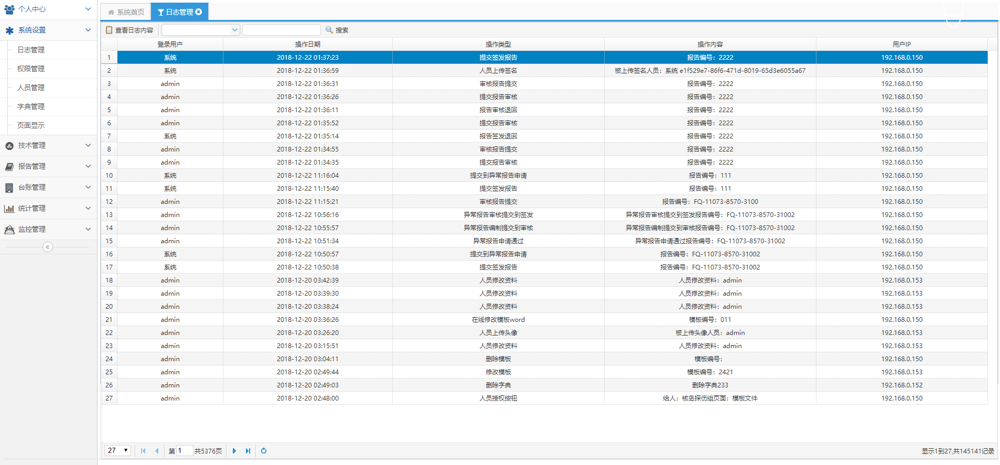 个人中心
系统设置
日志管理
权限管理
人员管理
字典管理
页面显示
技术管理
报告管理
台账管理
统计管理
监控管理
系统首页 日志管理
查看日志内容 搜索
登录用户 操作日期 操作类型 操作内容 用户IP
1 系统 2018-12-22 01:37:23 提交签发报告 报告编号：2222 192.168.0.150
2 系统 2018-12-22 01:36:59 人员上传签名 被上传签名人员：系统 e1f529e7-86f6-471d-8019-65d3e6055a67 192.168.0.150
3 admin 2018-12-22 01:36:31 审核报告提交 报告编号：2222 192.168.0.150
4 admin 2018-12-22 01:36:26 提交报告审核 报告编号：2222 192.168.0.150
5 admin 2018-12-22 01:36:11 报告审核退回 报告编号：2222 192.168.0.150
6 admin 2018-12-22 01:35:52 提交报告审核 报告编号：2222 192.168.0.150
7 系统 2018-12-22 01:35:14 报告签发退回 报告编号：2222 192.168.0.150
8 admin 2018-12-22 01:34:55 审核报告提交 报告编号：2222 192.168.0.150
9 admin 2018-12-22 01:34:35 提交报告审核 报告编号：2222 192.168.0.150
10 系统 2018-12-22 11:16:04 提交到异常报告申请 报告编号：111 192.168.0.150
11 系统 2018-12-22 11:15:40 提交签发报告 报告编号：111 192.168.0.150
12 admin 2018-12-22 11:15:21 审核报告提交 报告编号：FQ-11073-8570-3100 192.168.0.150
13 admin 2018-12-22 10:56:16 异常报告审核提交到签发 异常报告审核提交到签发报告编号：FQ-11073-8570-31002 192.168.0.150
14 admin 2018-12-22 10:55:57 异常报告编制提交到审核 异常报告编制提交到审核报告编号：FQ-11073-8570-31002 192.168.0.150
15 admin 2018-12-22 10:51:34 异常报告申请通过 异常报告申请通过报告编号：FQ-11073-8570-31002 192.168.0.150
16 系统 2018-12-22 10:50:57 提交到异常报告申请 报告编号：FQ-11073-8570-31002 192.168.0.150
17 系统 2018-12-22 10:50:38 提交签发报告 报告编号：FQ-11073-8570-31002 192.168.0.150
18 admin 2018-12-20 03:42:39 人员修改资料 人员修改资料：admin 192.168.0.153
19 admin 2018-12-20 03:39:30 人员修改资料 人员修改资料：admin 192.168.0.153
20 admin 2018-12-20 03:38:24 人员修改资料 人员修改资料：admin 192.168.0.153
21 admin 2018-12-20 03:36:26 在线修改模板word 模板编号：011 192.168.0.150
22 admin 2018-12-20 03:26:20 人员上传头像 被上传头像人员：admin 192.168.0.153
23 admin 2018-12-20 03:15:51 人员修改资料 人员修改资料：admin 192.168.0.153
24 admin 2018-12-20 03:04:11 删除模板 模板编号： 192.168.0.150
25 admin 2018-12-20 02:49:44 修改模板 模板编号：2421 192.168.0.153
26 admin 2018-12-20 02:49:03 删除字典 删除字典233 192.168.0.152
27 admin 2018-12-20 02:48:00 人员授权按钮 给人：核岛探伤组页面：模板文件 192.168.0.150
27 第 1 共5376页 显示1到27,共145141记录